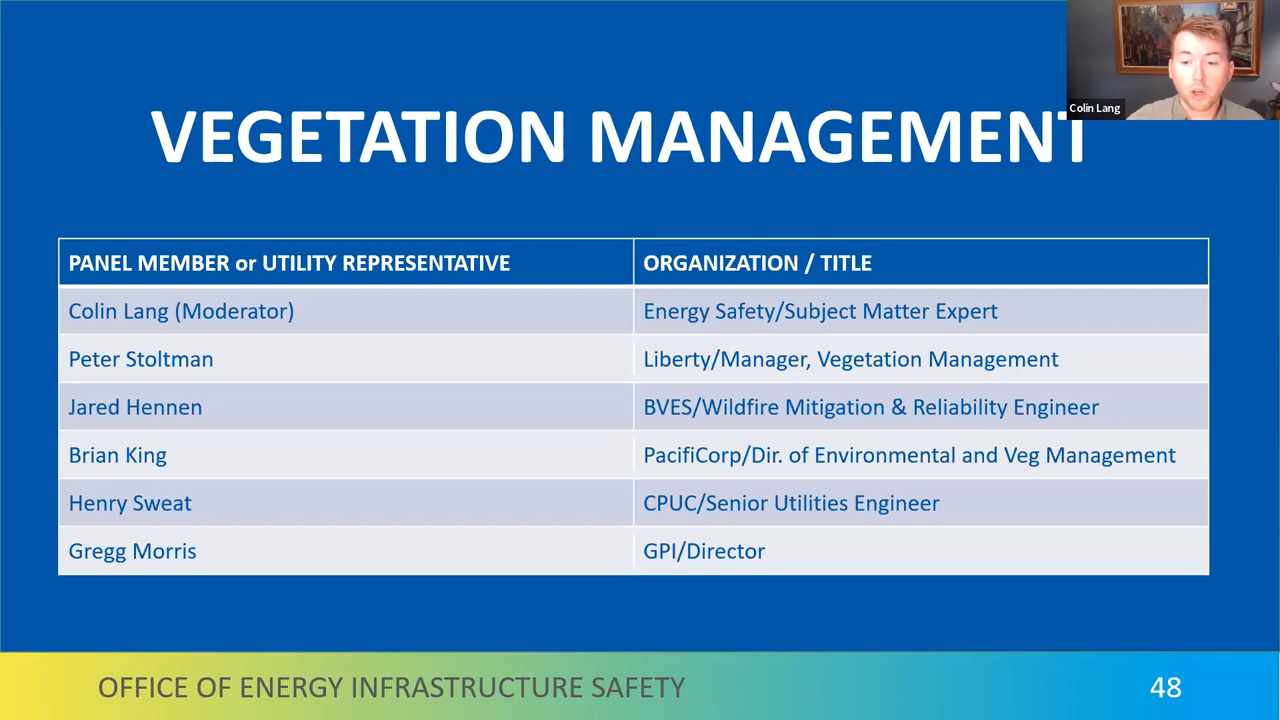 Colin Lang
VEGETATION MANAGEMENT
PANEL MEMBER or UTILITY REPRESENTATIVE ORGANIZATION / TITLE
Colin Lang (Moderator) Energy Safety/Subject Matter Expert
Peter Stoltman Liberty/Manager, Vegetation Management
Jared Hennen BVES/Wildfire Mitigation & Reliability Engineer
Brian King PacifiCorp/Dir. of Environmental and Veg Management
Henry Sweat CPUC/Senior Utilities Engineer
Gregg Morris GPI/Director
OFFICE OF ENERGY INFRASTRUCTURE SAFETY 48